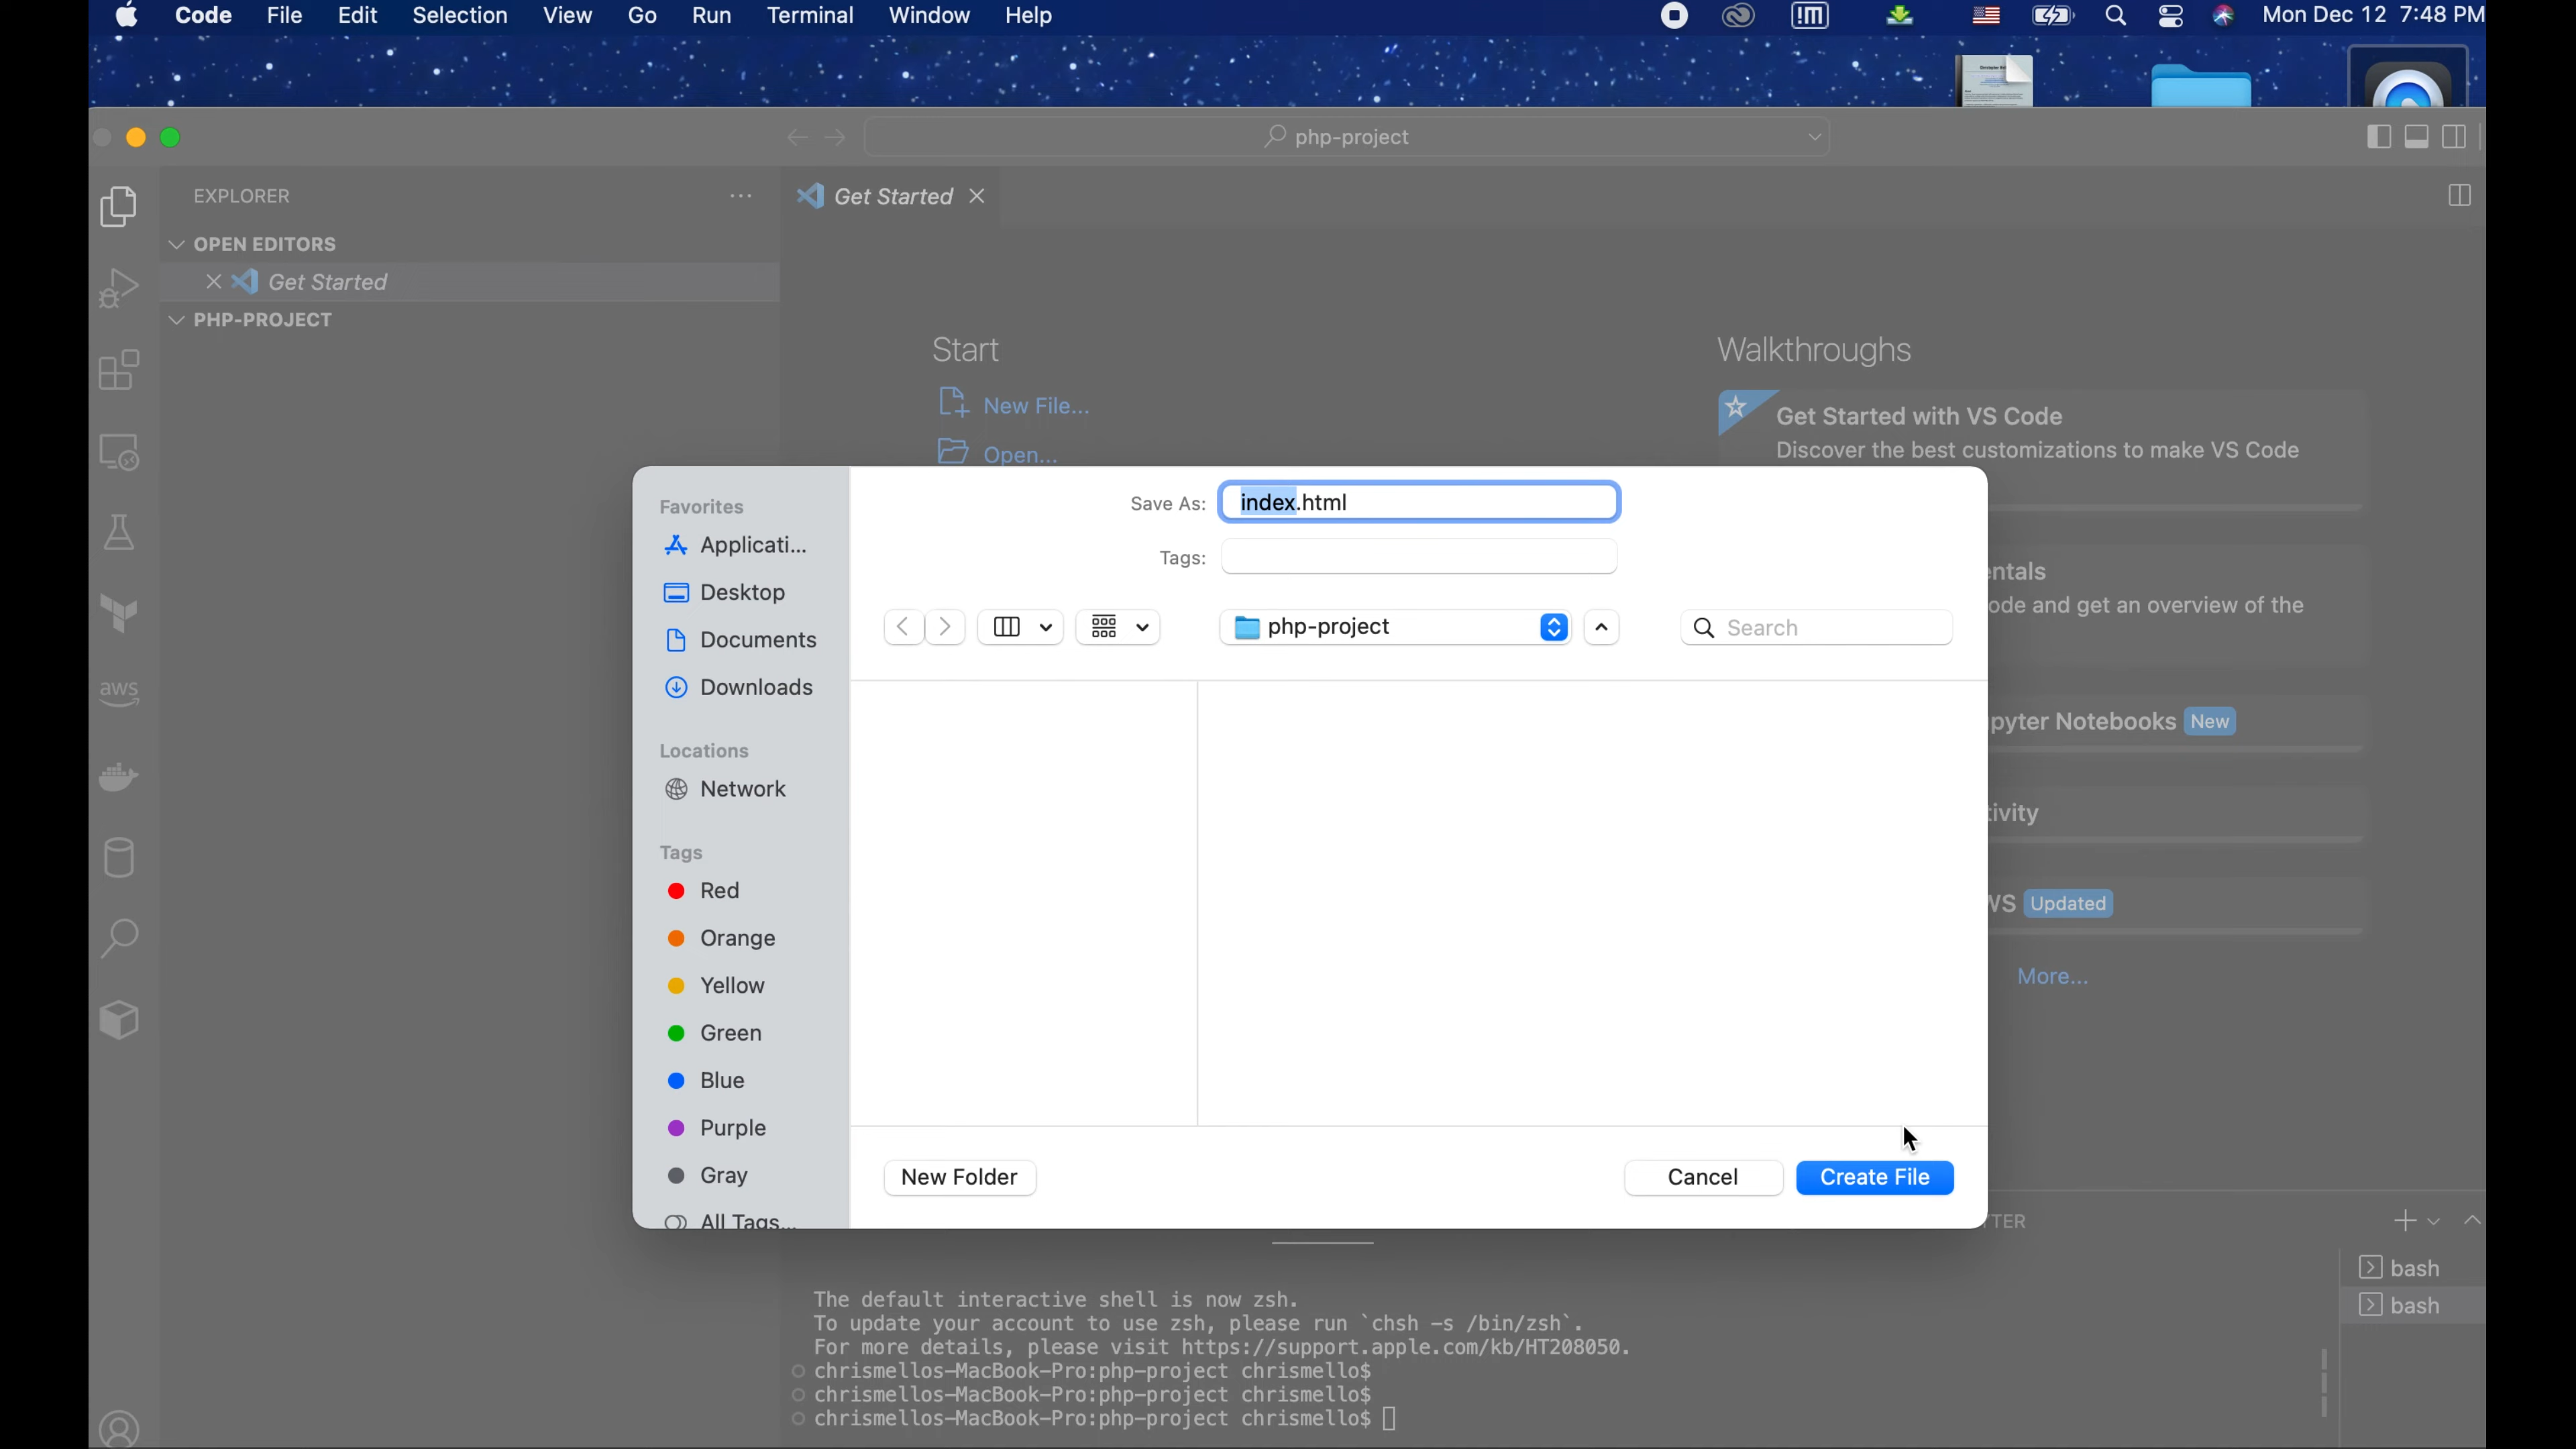 Code File Edit Selection View Go Run Terminal Window Help Mon Dec 12 7:48 PM
php-project
EXPLORER
Get Started
OPEN EDITORS
Get Started
PHP-PROJECT
Start
Walkthroughs
New File...
Get Started with VS Code
Open...
Discover the best customizations to make VS Code
Favorites
Save As: index.html
Applicati...
Tags:
entals
Desktop
ode and get an overview of the
php-project
Search
Documents
Downloads
pyter Notebooks New
Locations
Network
tivity
Tags
Red
WS Updated
Orange
Yellow
More...
Green
Blue
Purple
Gray
New Folder
Cancel
Create File
All Tags...
TER
bash
bash
The default interactive shell is now zsh.
To update your account to use zsh, please run `chsh -s /bin/zsh`.
For more details, please visit https://support.apple.com/kb/HT208050.
chrismellos-MacBook-Pro:php-project chrismello$
chrismellos-MacBook-Pro:php-project chrismello$
chrismellos-MacBook-Pro:php-project chrismello$
aws